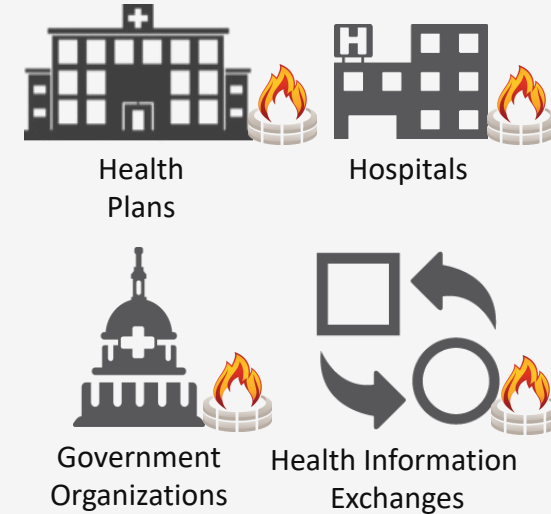 H
Health
Plans
Hospitals
Government
Organizations
Health Information
Exchanges